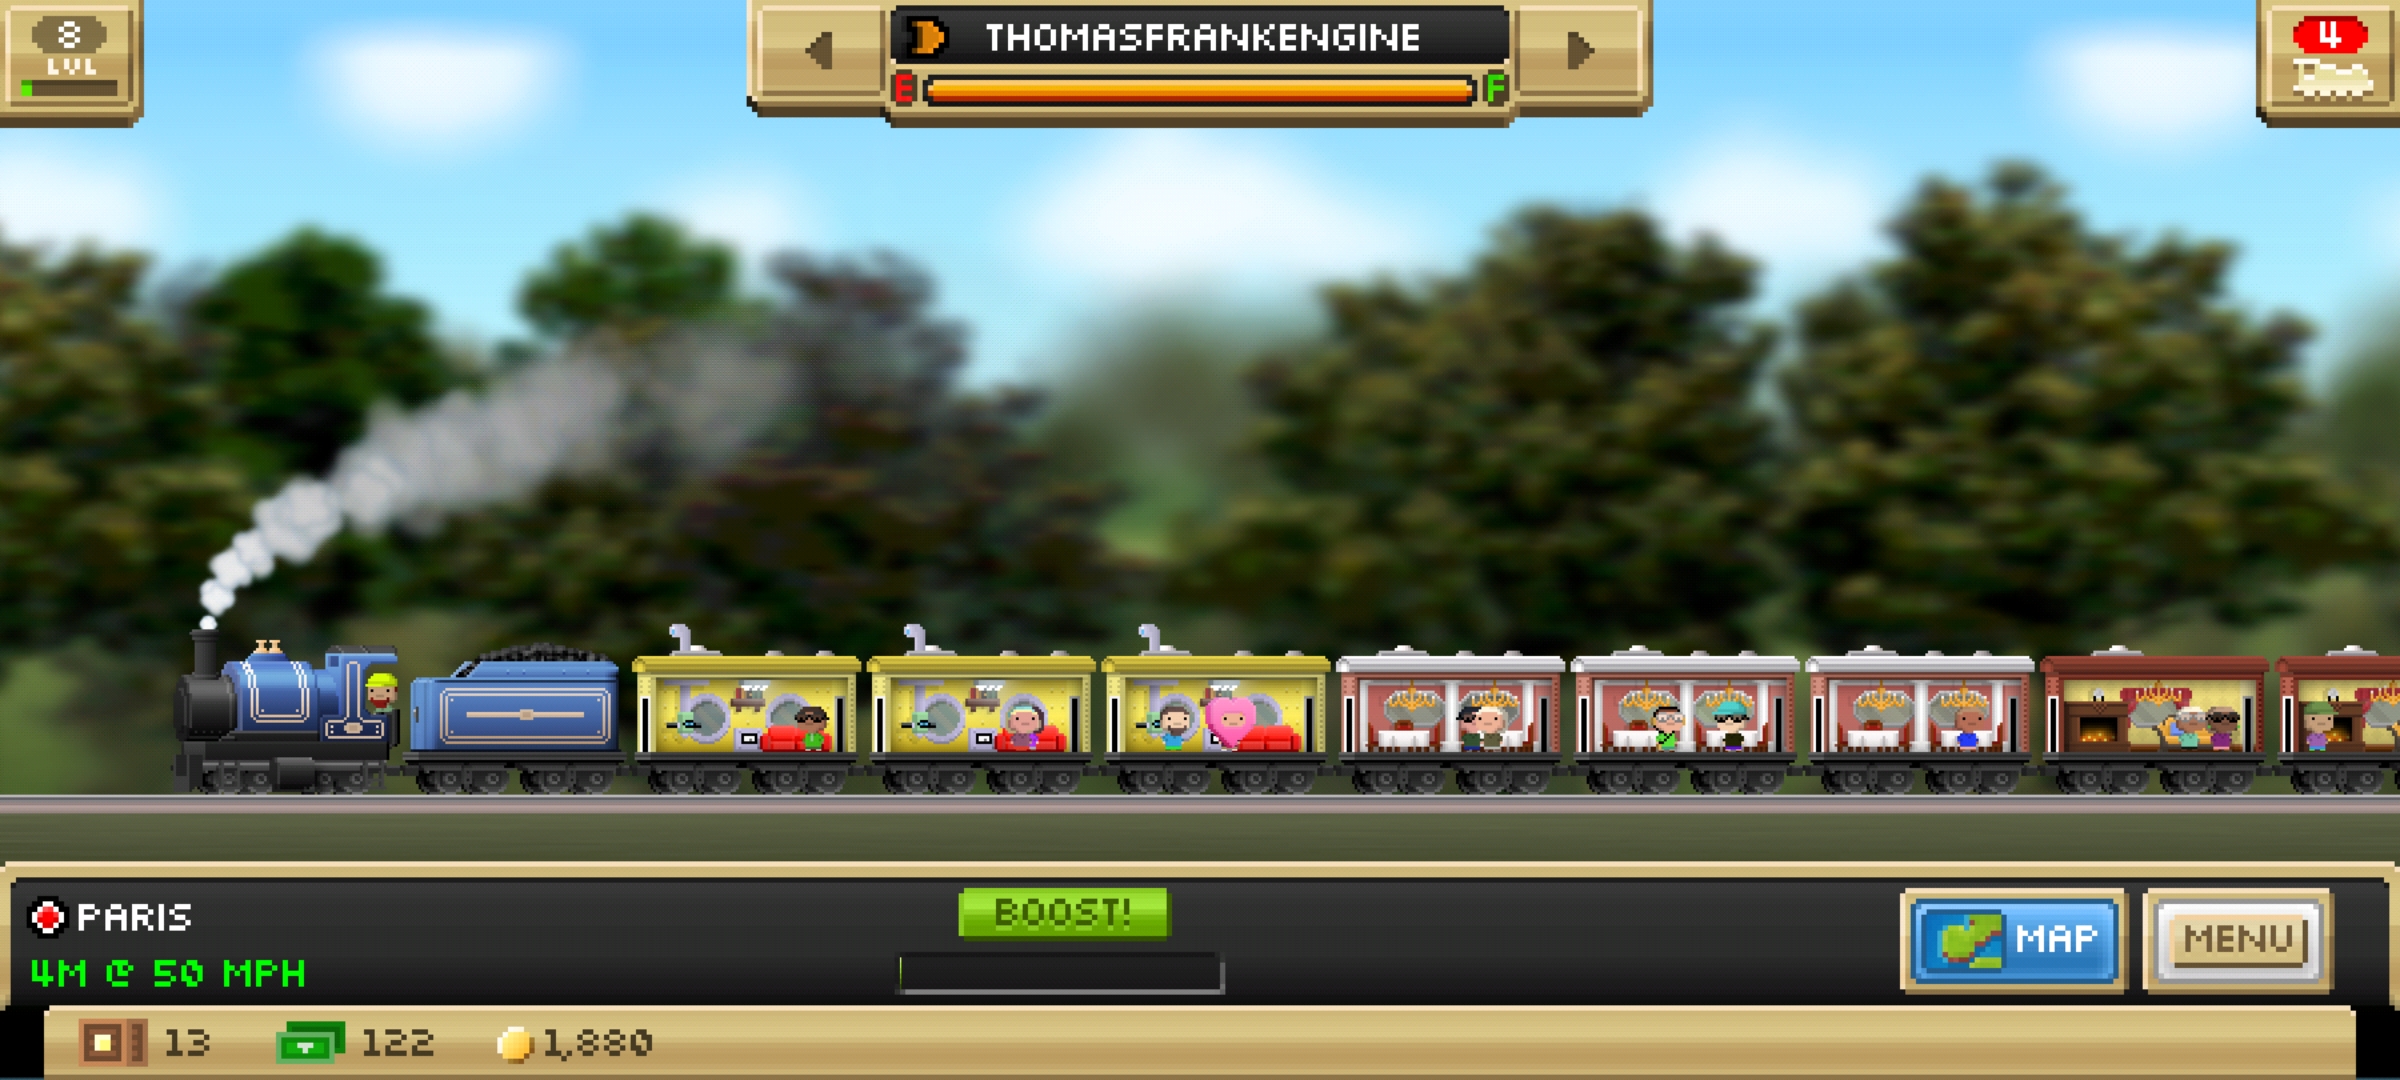 8
LVL
THOMASFRANKENGINE
E F
4
PARIS
4M @ 50 MPH
BOOST!
MAP
MENU
13
122
1,880